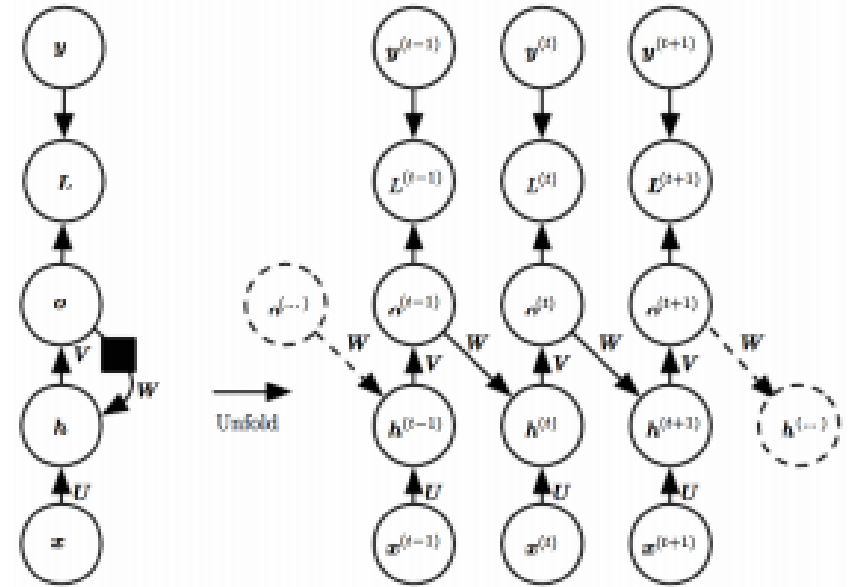 y y^(t−1) y^(t) y^(t+1)
L L^(t−1) L^(t) L^(t+1)
o o^(...) o^(t−1) o^(t) o^(t+1)
V W V W V W V W
W
h h^(t−1) h^(t) h^(t+1) h^(...)
Unfold
U U U U
x x^(t−1) x^(t) x^(t+1)